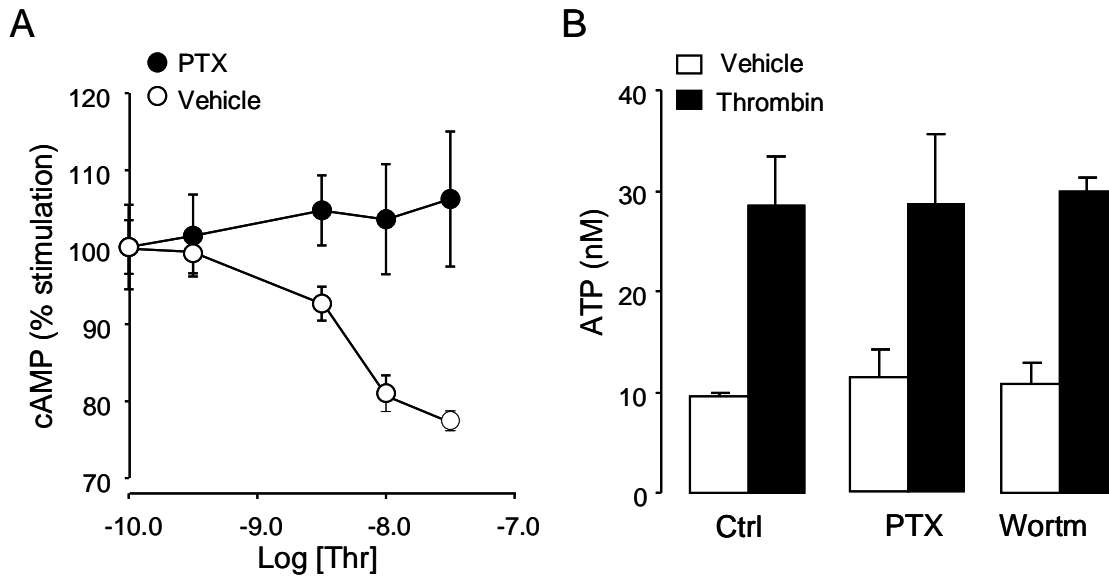 A
PTX
Vehicle
120
110
100
90
80
70
cAMP (% stimulation)
-10.0 -9.0 -8.0 -7.0
Log [Thr]
B
Vehicle
Thrombin
40
30
20
10
0
ATP (nM)
Ctrl PTX Wortm